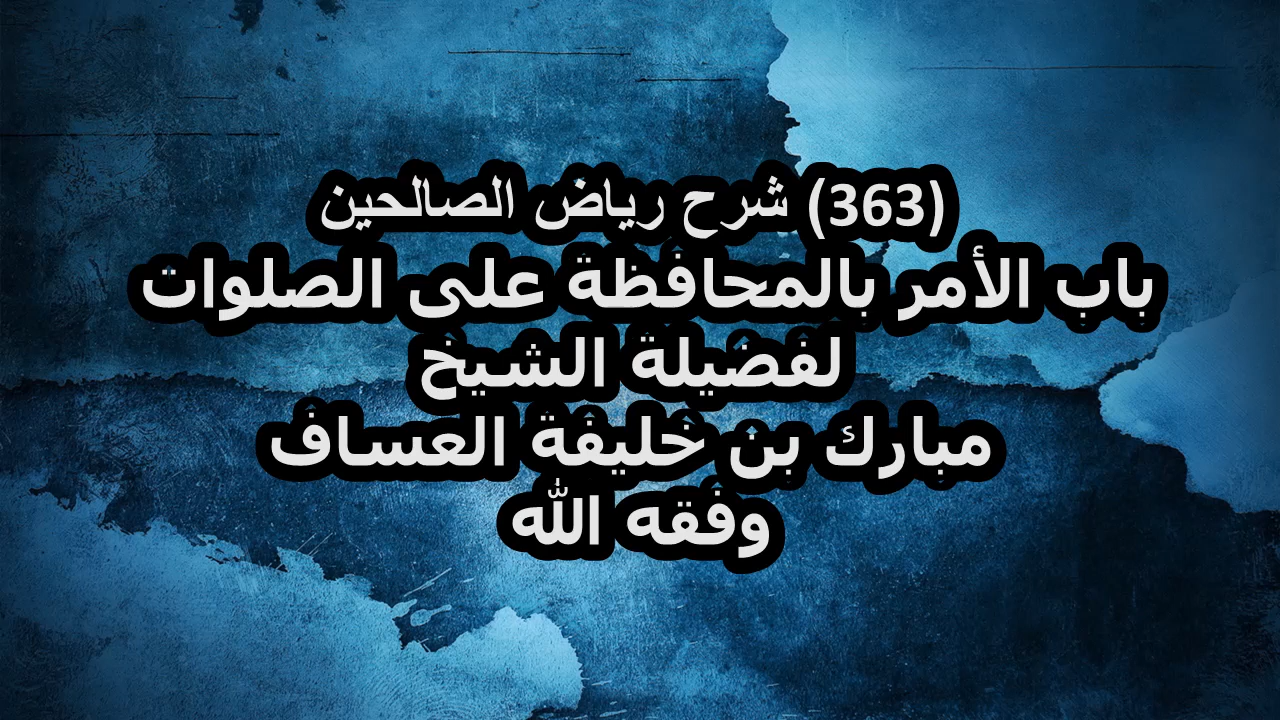 (363) شرح رياض الصالحين
باب الأمر بالمحافظة على الصلوات
لفضيلة الشيخ
مبارك بن خليفة العساف
وفقه الله